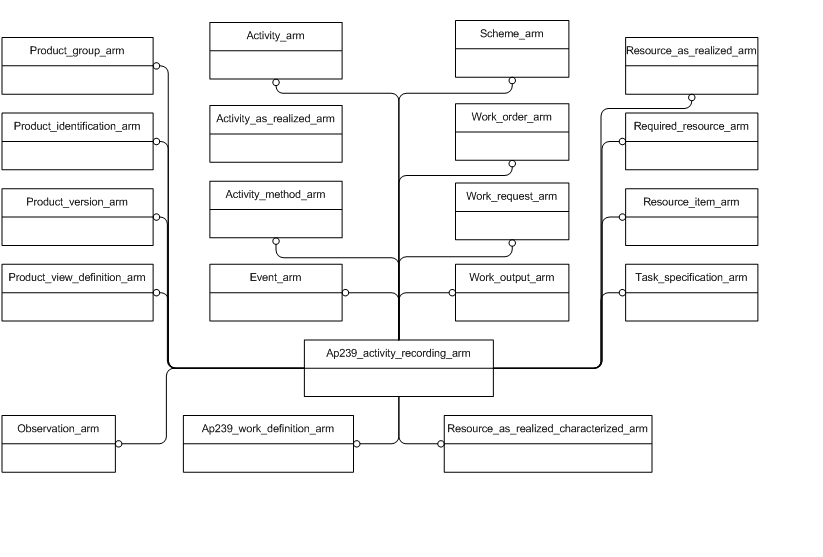 Product_group_arm
Activity_arm
Scheme_arm
Resource_as_realized_arm
Product_identification_arm
Activity_as_realized_arm
Work_order_arm
Required_resource_arm
Product_version_arm
Activity_method_arm
Work_request_arm
Resource_item_arm
Product_view_definition_arm
Event_arm
Work_output_arm
Task_specification_arm
Ap239_activity_recording_arm
Observation_arm
Ap239_work_definition_arm
Resource_as_realized_characterized_arm